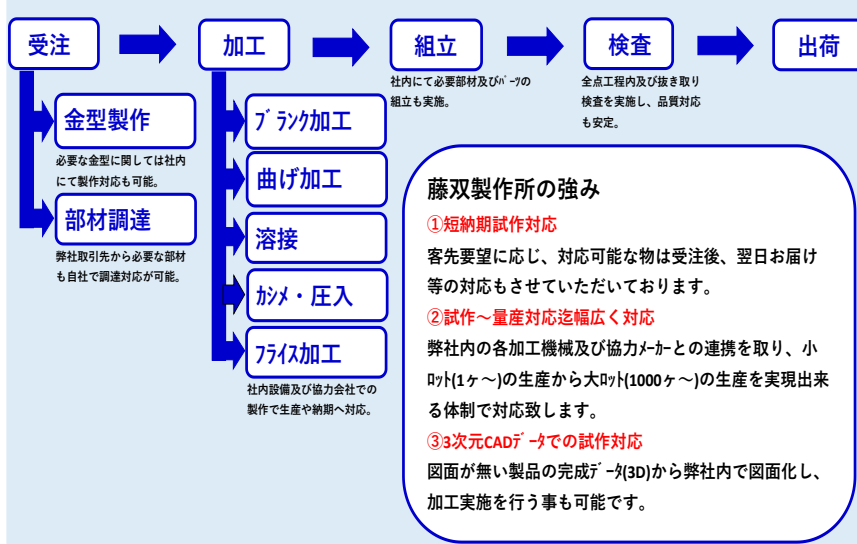 受注
加工
組立
検査
出荷
社内にて必要部材及びﾊﾟｰﾂの
組立も実施。
全点工程内及び抜き取り
検査を実施し、品質対応
も安定。
金型製作
必要な金型に関しては社内
にて製作対応も可能。
部材調達
弊社取引先から必要な部材
も自社で調達対応が可能。
ﾌﾞﾗﾝｸ加工
曲げ加工
溶接
ｶｼﾒ・圧入
ﾌﾗｲｽ加工
社内設備及び協力会社での
製作で生産や納期へ対応。
藤双製作所の強み
①短納期試作対応
客先要望に応じ、対応可能な物は受注後、翌日お届け
等の対応もさせていただいております。
②試作～量産対応迄幅広く対応
弊社内の各加工機械及び協力ﾒｰｶｰとの連携を取り、小
ﾛｯﾄ(1ヶ～)の生産から大ﾛｯﾄ(1000ヶ～)の生産を実現出来
る体制で対応致します。
③3次元CADﾃﾞｰﾀでの試作対応
図面が無い製品の完成ﾃﾞｰﾀ(3D)から弊社内で図面化し、
加工実施を行う事も可能です。